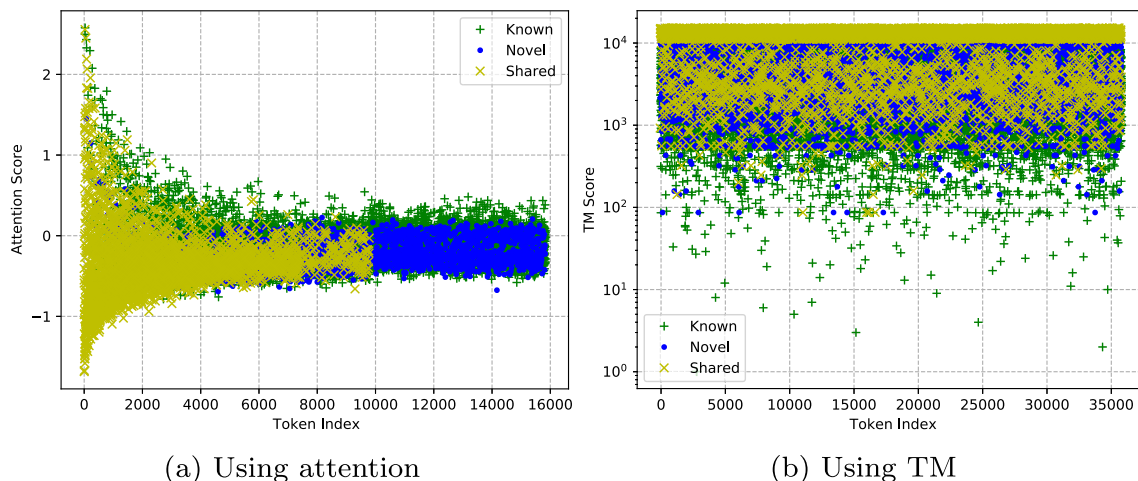 Known
Novel
Shared
2
1
0
−1
Attention Score
0 2000 4000 6000 8000 10000 12000 14000 16000
Token Index
(a) Using attention
10⁴
10³
10²
10¹
10⁰
TM Score
Known
Novel
Shared
0 5000 10000 15000 20000 25000 30000 35000
Token Index
(b) Using TM